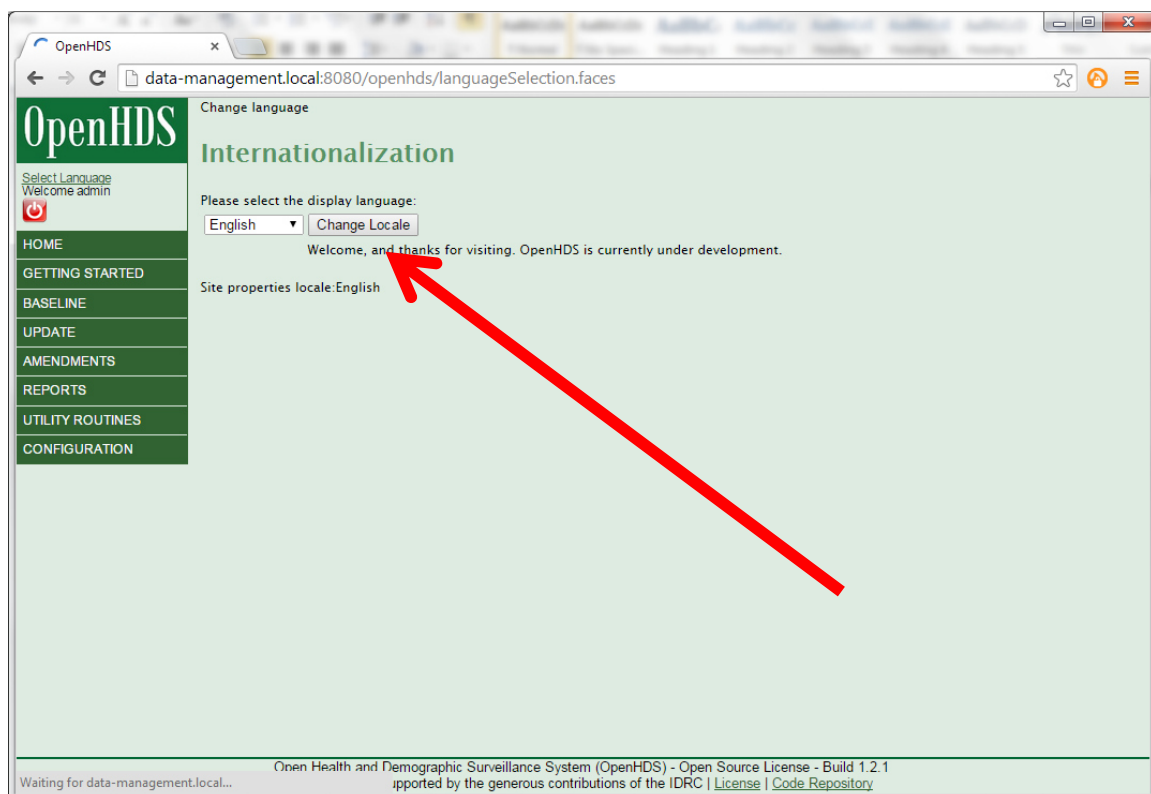 OpenHDS
data-management.local:8080/openhds/languageSelection.faces
OpenHDS
Select Language
Welcome admin
HOME
GETTING STARTED
BASELINE
UPDATE
AMENDMENTS
REPORTS
UTILITY ROUTINES
CONFIGURATION
Change language
Internationalization
Please select the display language:
English Change Locale
Welcome, and thanks for visiting. OpenHDS is currently under development.
Site properties locale:English
Open Health and Demographic Surveillance System (OpenHDS) - Open Source License - Build 1.2.1
by the generous contributions of the IDRC | License | Code Repository
Waiting for data-management.local...